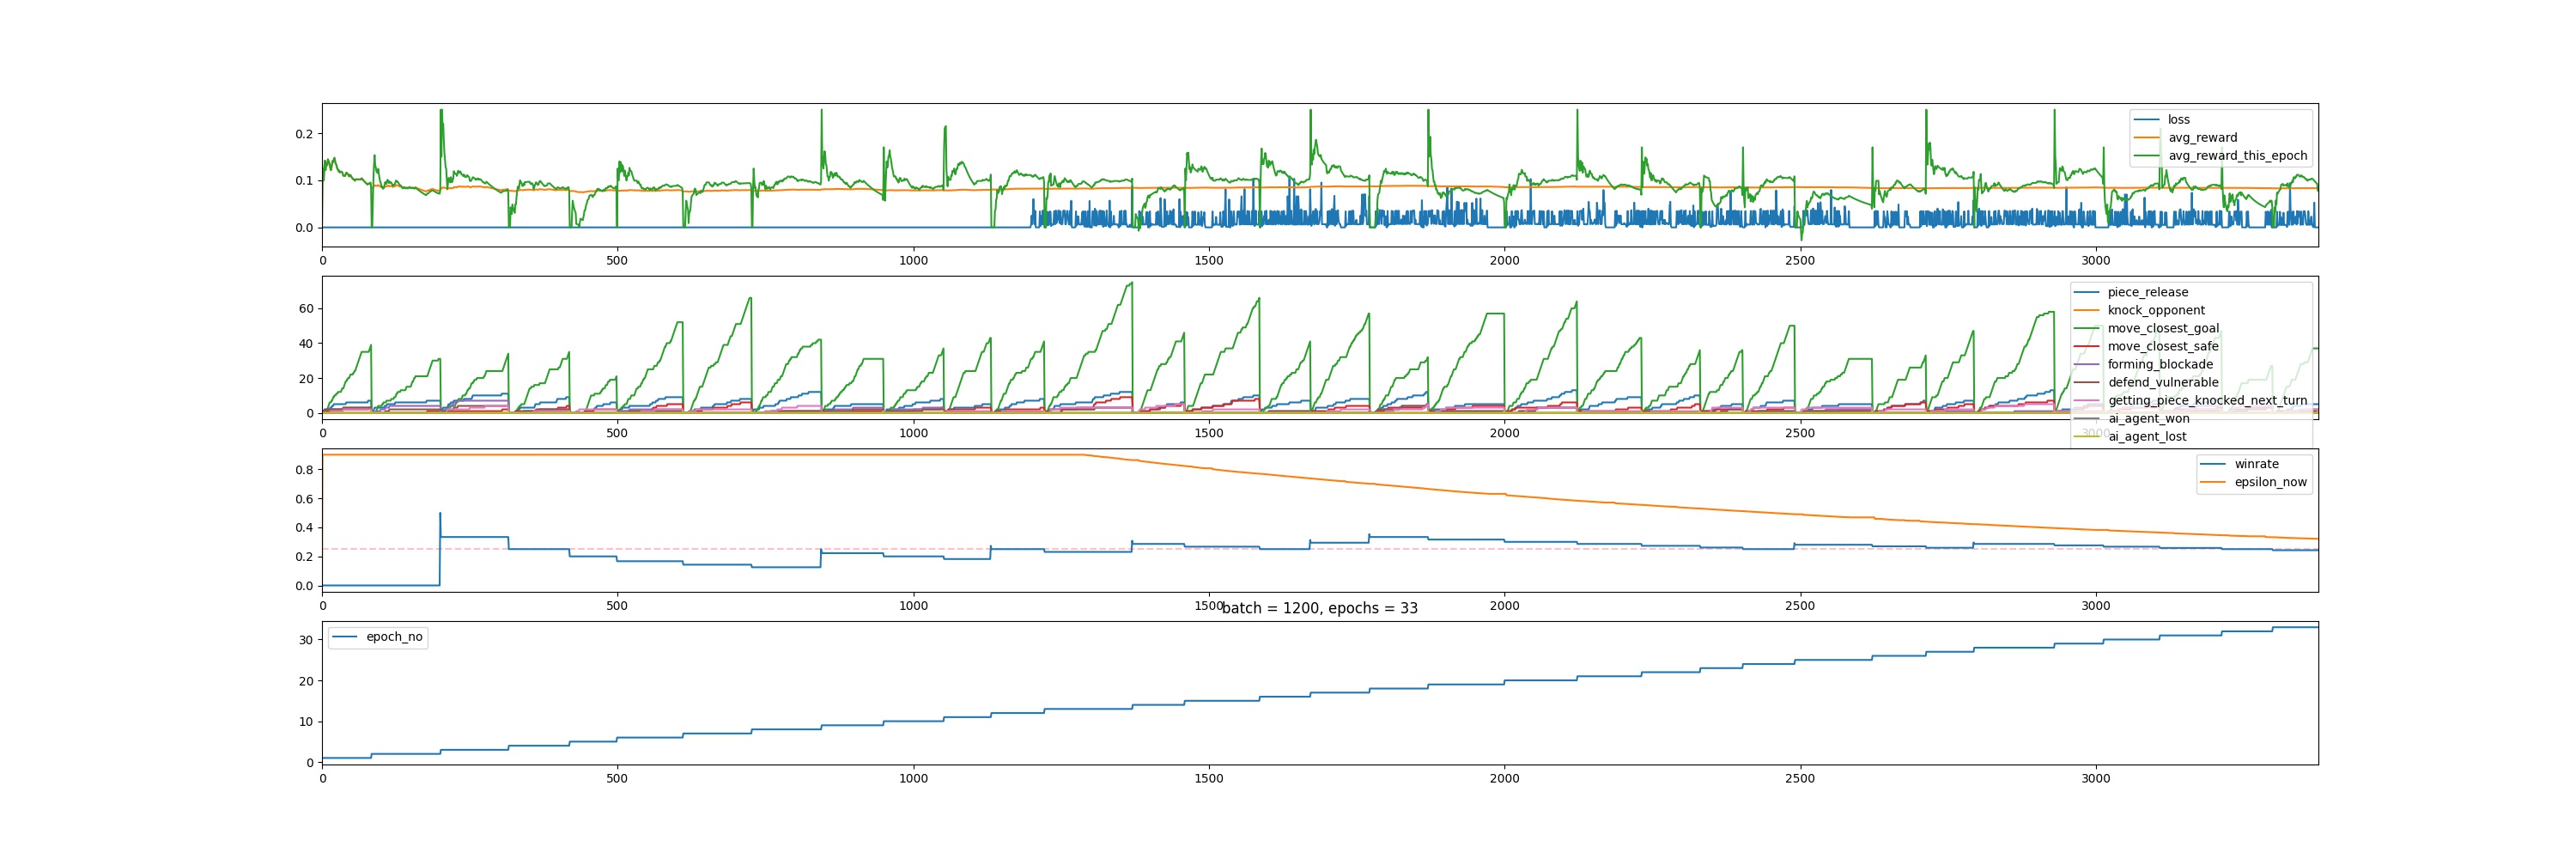 0.2
0.1
0.0
loss
avg_reward
avg_reward_this_epoch
0 500 1000 1500 2000 2500 3000
60
40
20
0
piece_release
knock_opponent
move_closest_goal
move_closest_safe
forming_blockade
defend_vulnerable
getting_piece_knocked_next_turn
ai_agent_won
ai_agent_lost
0 500 1000 1500 2000 2500 3000
0.8
0.6
0.4
0.2
0.0
winrate
epsilon_now
0 500 1000 1500 2000 2500 3000
batch = 1200, epochs = 33
30
20
10
0
epoch_no
0 500 1000 1500 2000 2500 3000